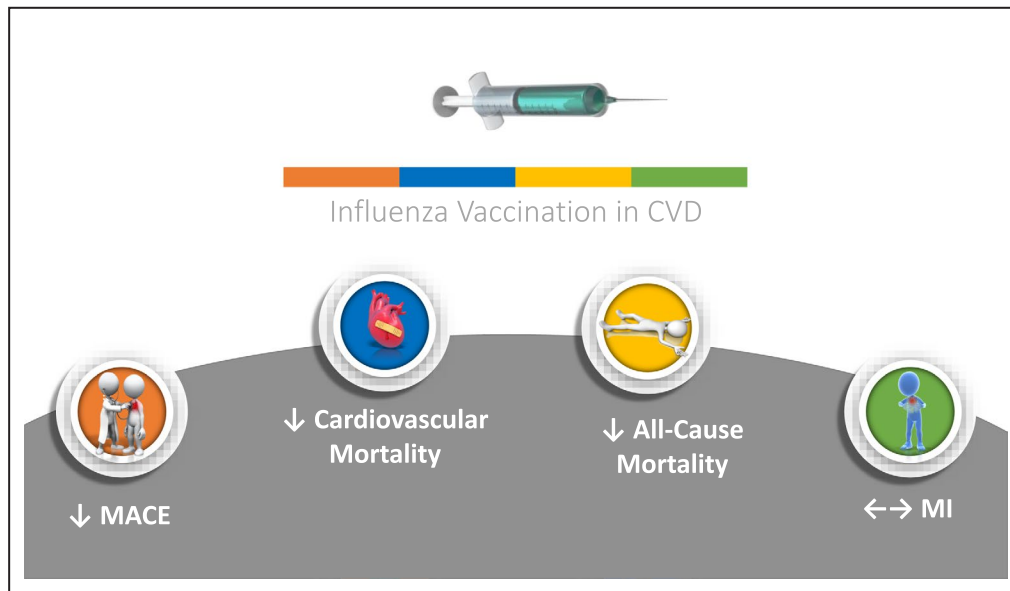 Influenza Vaccination in CVD
↓ Cardiovascular
Mortality
↓ All-Cause
Mortality
↓ MACE
←→ MI